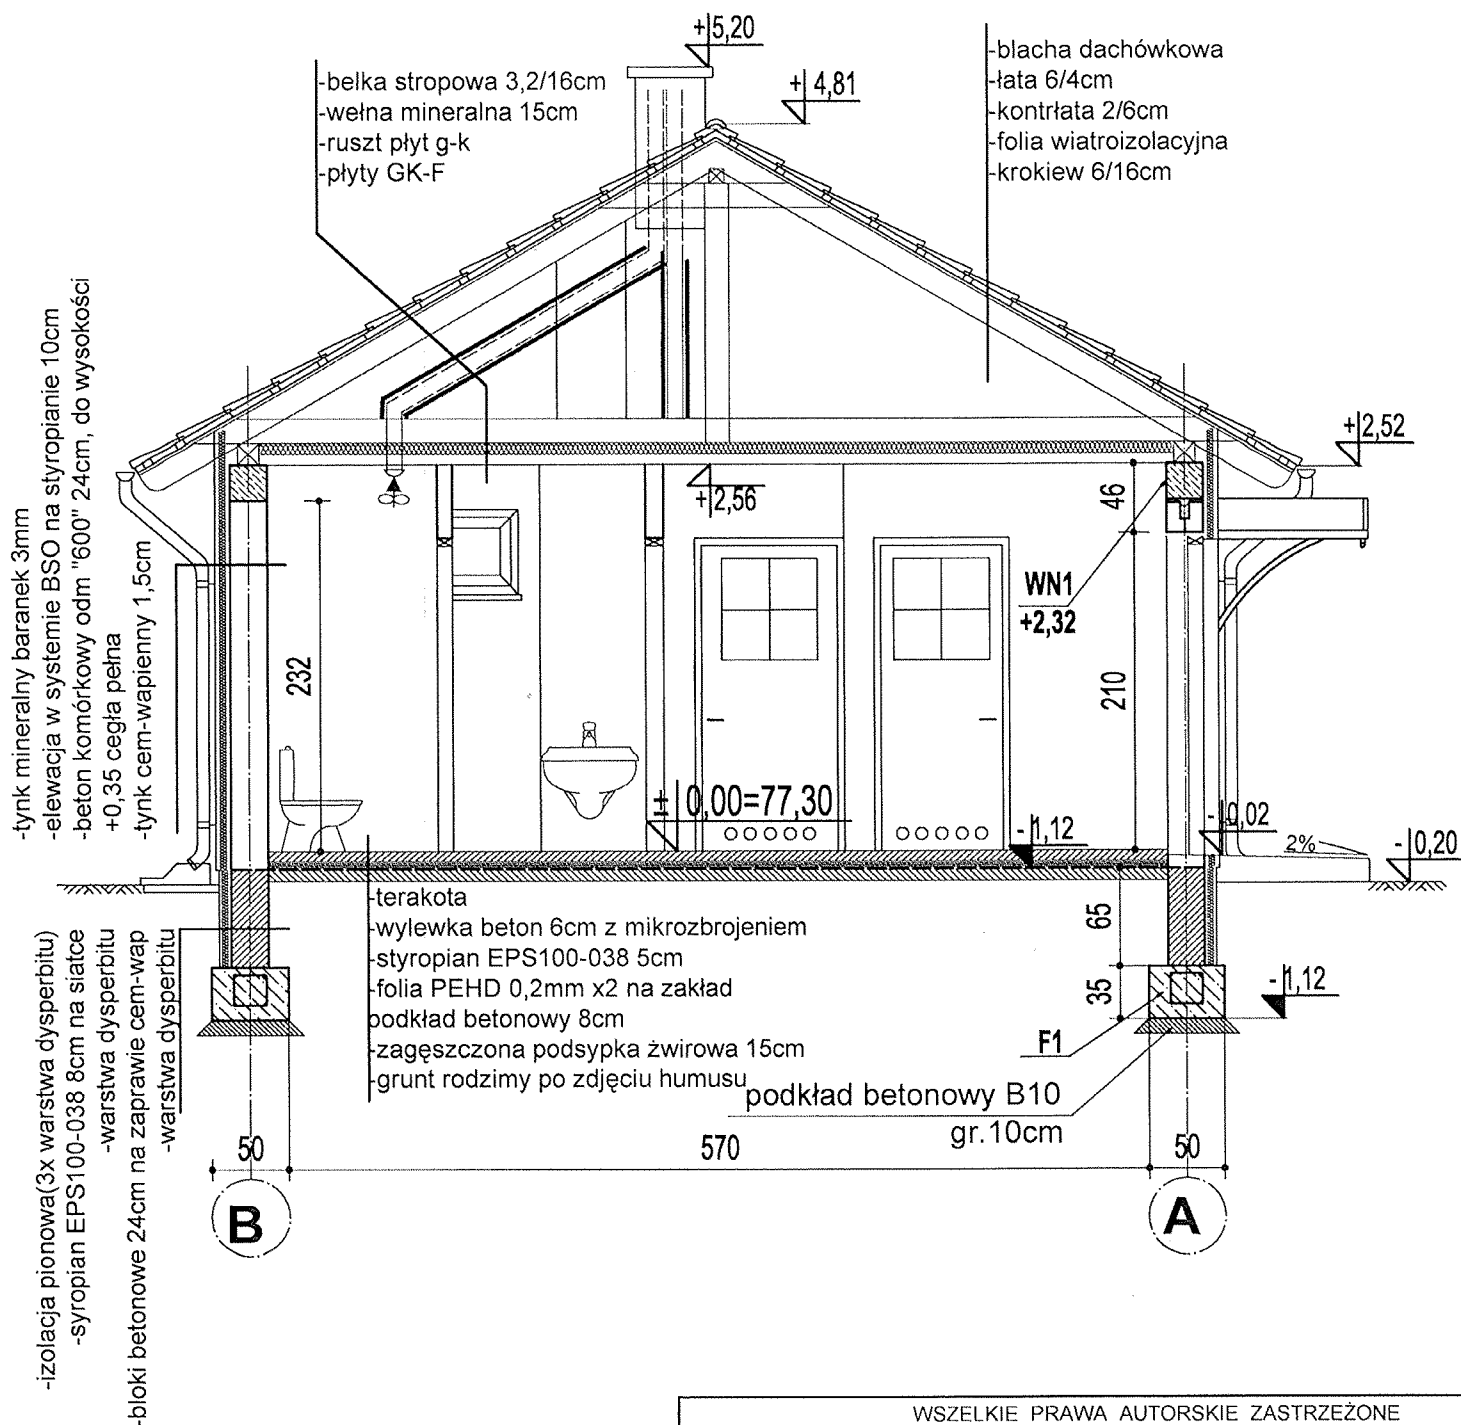 +5,20
+4,81
-belka stropowa 3,2/16cm
-wełna mineralna 15cm
-ruszt płyt g-k
-płyty GK-F
-blacha dachówkowa
-łata 6/4cm
-kontrłata 2/6cm
-folia wiatroizolacyjna
-krokiew 6/16cm
-tynk mineralny baranek 3mm
-elewacja w systemie BSO na styropianie 10cm
-beton komórkowy odm "600" 24cm, do wysokości
+0,35 cegła pełna
-tynk cem-wapienny 1,5cm
+2,52
+2,56
46
WN1
+2,32
232
210
± 0,00=77,30
-1,12
-0,02
2%
-0,20
-terakota
-wylewka beton 6cm z mikrozbrojeniem
-styropian EPS100-038 5cm
-folia PEHD 0,2mm x2 na zakład
podkład betonowy 8cm
-zagęszczona podsypka żwirowa 15cm
-grunt rodzimy po zdjęciu humusu
65
35
-1,12
F1
podkład betonowy B10
gr.10cm
-izolacja pionowa(3x warstwa dysperbitu)
-syropian EPS100-038 8cm na siatce
-warstwa dysperbitu
-bloki betonowe 24cm na zaprawie cem-wap
-warstwa dysperbitu
50
570
50
B
A
WSZELKIE PRAWA AUTORSKIE ZASTRZEŻONE